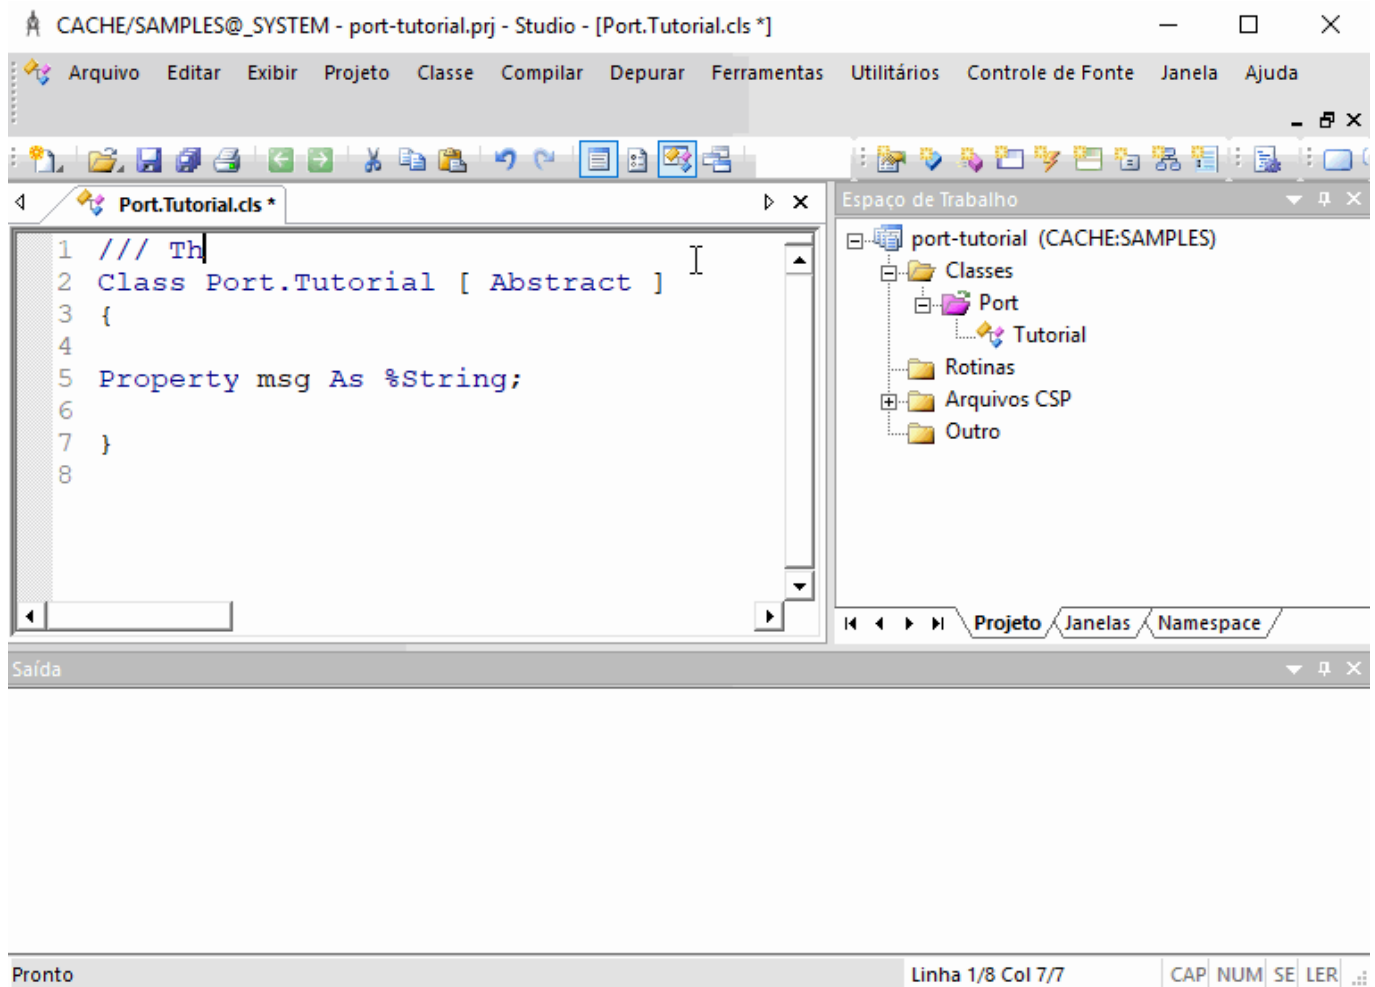 CACHE/SAMPLES@_SYSTEM - port-tutorial.prj - Studio - [Port.Tutorial.cls *]
Arquivo Editar Exibir Projeto Classe Compilar Depurar Ferramentas Utilitários Controle de Fonte Janela Ajuda
Port.Tutorial.cls *
1 /// Th
2 Class Port.Tutorial [ Abstract ]
3 {
4
5 Property msg As %String;
6
7 }
8
Espaço de Trabalho
port-tutorial (CACHE:SAMPLES)
Classes
Port
Tutorial
Rotinas
Arquivos CSP
Outro
Projeto Janelas Namespace
Saída
Pronto Linha 1/8 Col 7/7 CAP NUM SE LER